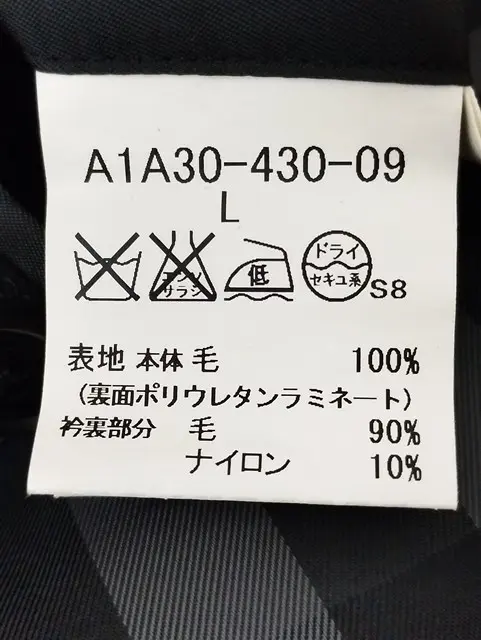 A1A30-430-09
L
エンソ
サラシ
低
ドライ
セキユ系
S8
表地 本体 毛 100%
(裏面ポリウレタンラミネート)
衿裏部分 毛 90%
ナイロン 10%